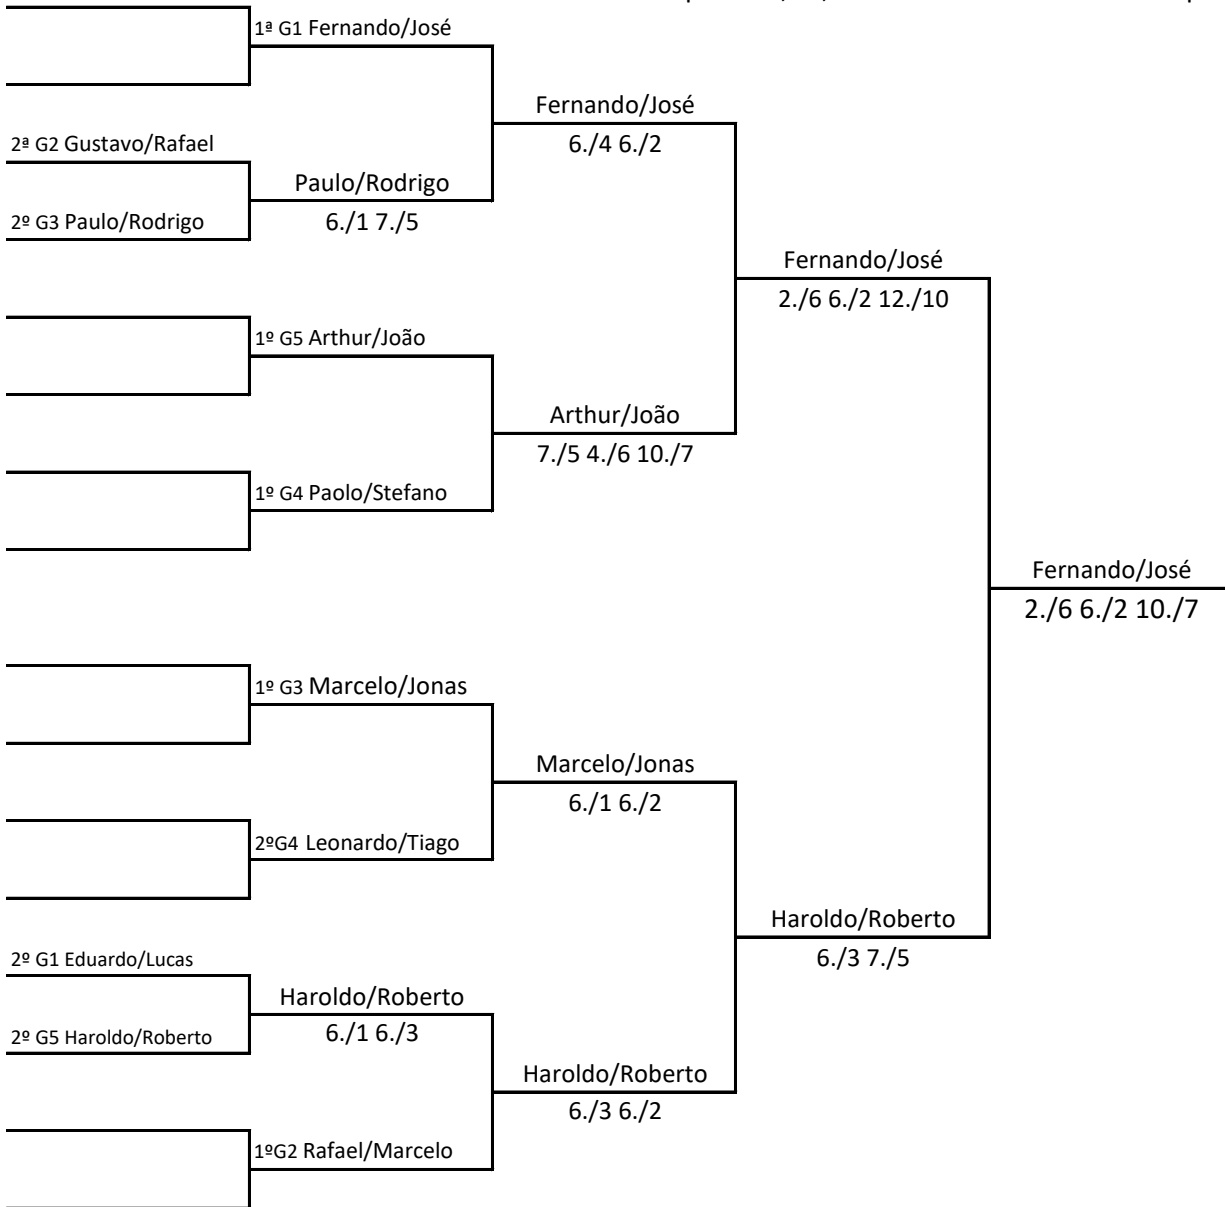 1ª G1 Fernando/José
Fernando/José
6./4 6./2
2ª G2 Gustavo/Rafael
Paulo/Rodrigo
2º G3 Paulo/Rodrigo
6./1 7./5
Fernando/José
2./6 6./2 12./10
1º G5 Arthur/João
Arthur/João
7./5 4./6 10./7
1º G4 Paolo/Stefano
Fernando/José
2./6 6./2 10./7
1º G3 Marcelo/Jonas
Marcelo/Jonas
6./1 6./2
2ºG4 Leonardo/Tiago
Haroldo/Roberto
6./3 7./5
2º G1 Eduardo/Lucas
Haroldo/Roberto
2º G5 Haroldo/Roberto
6./1 6./3
Haroldo/Roberto
6./3 6./2
1ºG2 Rafael/Marcelo